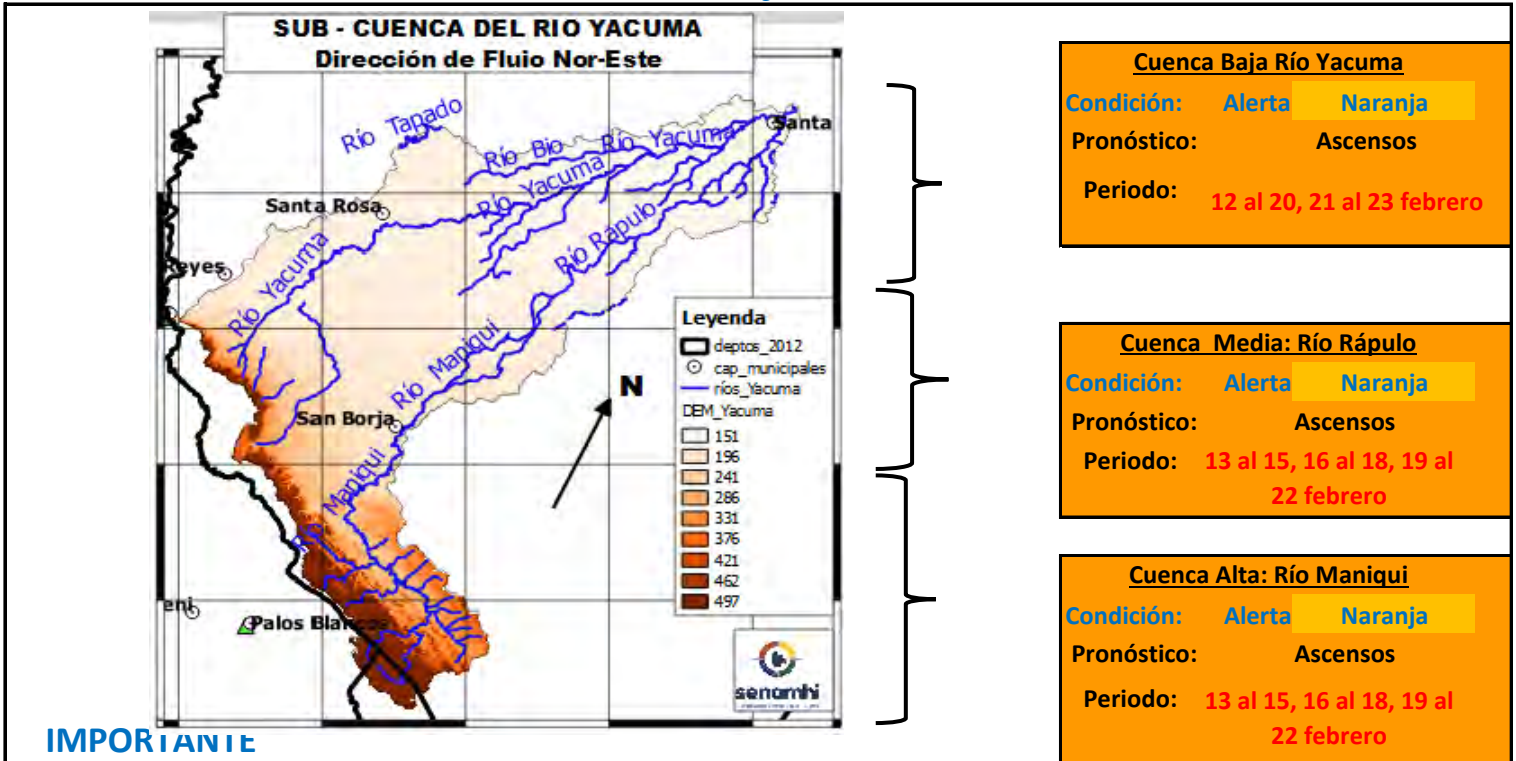 SUB - CUENCA DEL RIO YACUMA
Dirección de Fluio Nor-Este
Río Tapado
Río Bio
Río Yacuma
Santa
Río Yacuma
Santa Rosa
Río Rápulo
Reyes
Río Yacuma
Río Maniquí
San Borja
Río Maniqui
eni
Palos Blancos
N
Leyenda
deptos_2012
cap_municipales
ríos_Yacuma
DEM_Yacuma
151
196
241
286
331
376
421
462
497
senamhi
Cuenca Baja Río Yacuma
Condición: Alerta Naranja
Pronóstico: Ascensos
Periodo: 12 al 20, 21 al 23 febrero
Cuenca Media: Río Rápulo
Condición: Alerta Naranja
Pronóstico: Ascensos
Periodo: 13 al 15, 16 al 18, 19 al
22 febrero
Cuenca Alta: Río Maniqui
Condición: Alerta Naranja
Pronóstico: Ascensos
Periodo: 13 al 15, 16 al 18, 19 al
22 febrero
IMPORTANTE